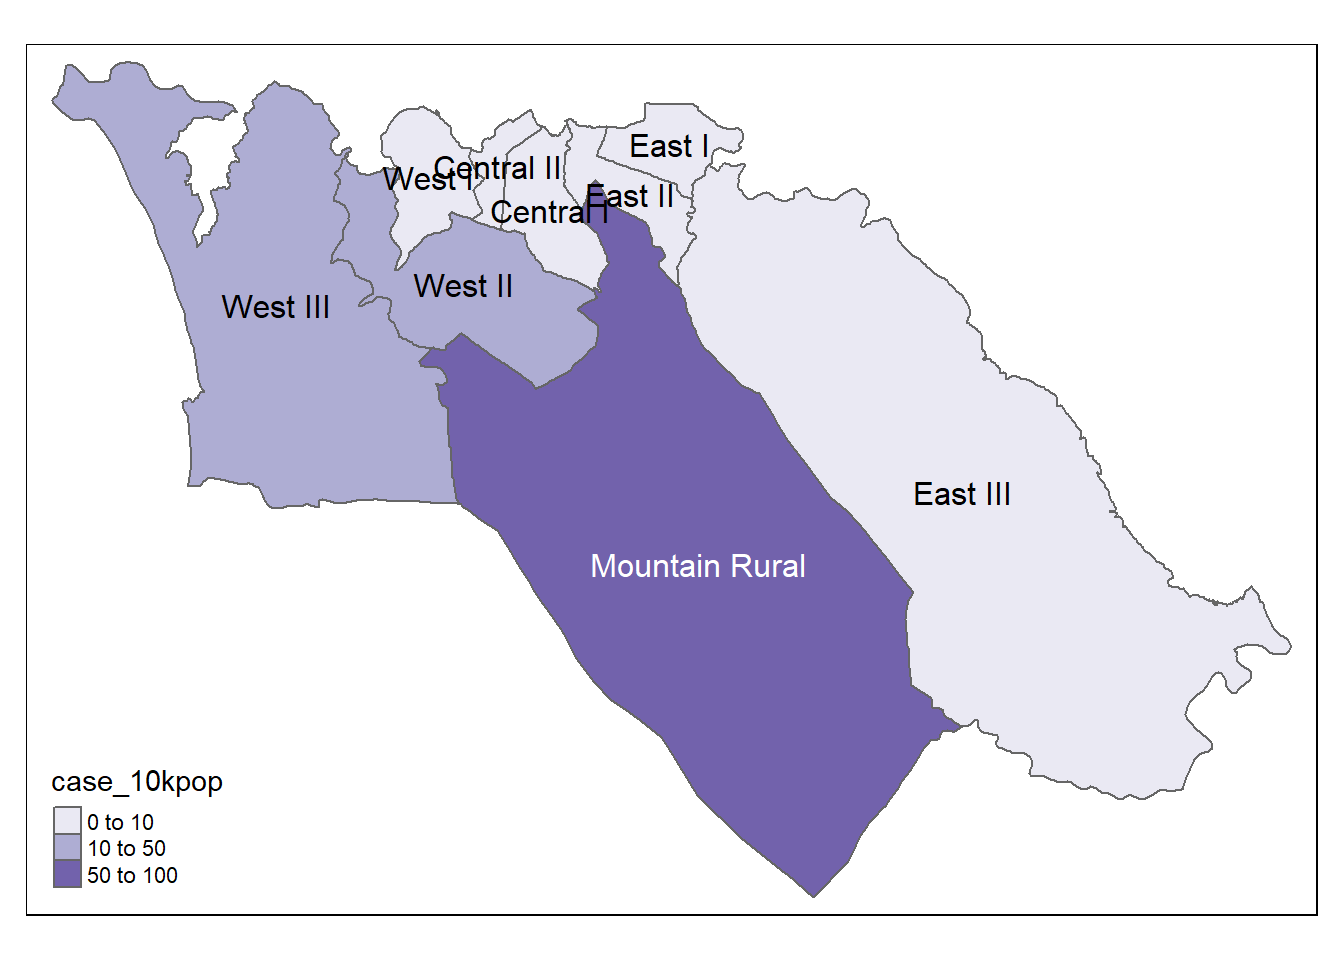 East I
Central II
West I
East II
Central I
West II
West III
East III
Mountain Rural
case_10kpop
0 to 10
10 to 50
50 to 100